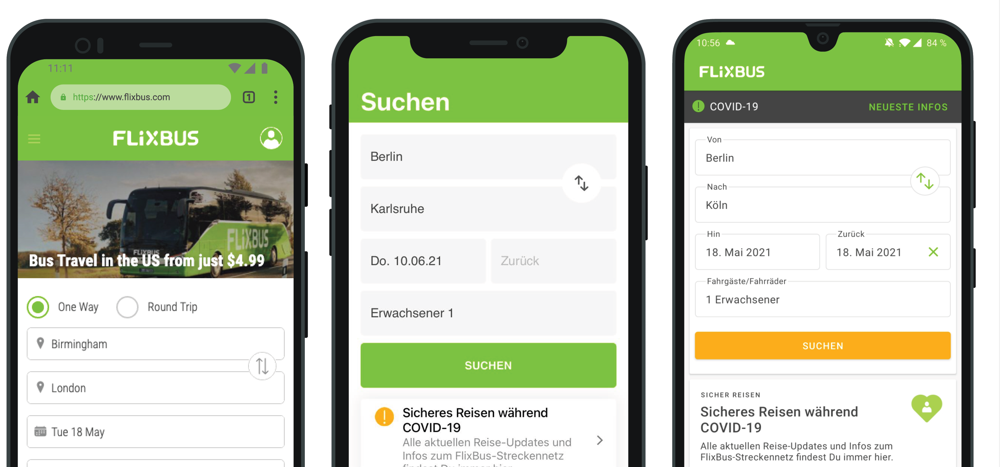 11:11
https://www.flixbus.com
1
FLiXBUS
FLiXBUS
FLIXBUS
Bus Travel in the US from just $4.99
One Way
Round Trip
Birmingham
London
Tue 18 May
Suchen
Berlin
Karlsruhe
Do. 10.06.21
Zurück
Erwachsener 1
SUCHEN
Sicheres Reisen während
COVID-19
Alle aktuellen Reise-Updates und
Infos zum FlixBus-Streckennetz
findest Du immer hier.
10:56
84 %
FLiXBUS
COVID-19
NEUESTE INFOS
Von
Berlin
Nach
Köln
Hin
18. Mai 2021
Zurück
18. Mai 2021
Fahrgäste/Fahrräder
1 Erwachsener
SUCHEN
SICHER REISEN
Sicheres Reisen während
COVID-19
Alle aktuellen Reise-Updates und Infos zum
FlixBus-Streckennetz findest Du immer hier.